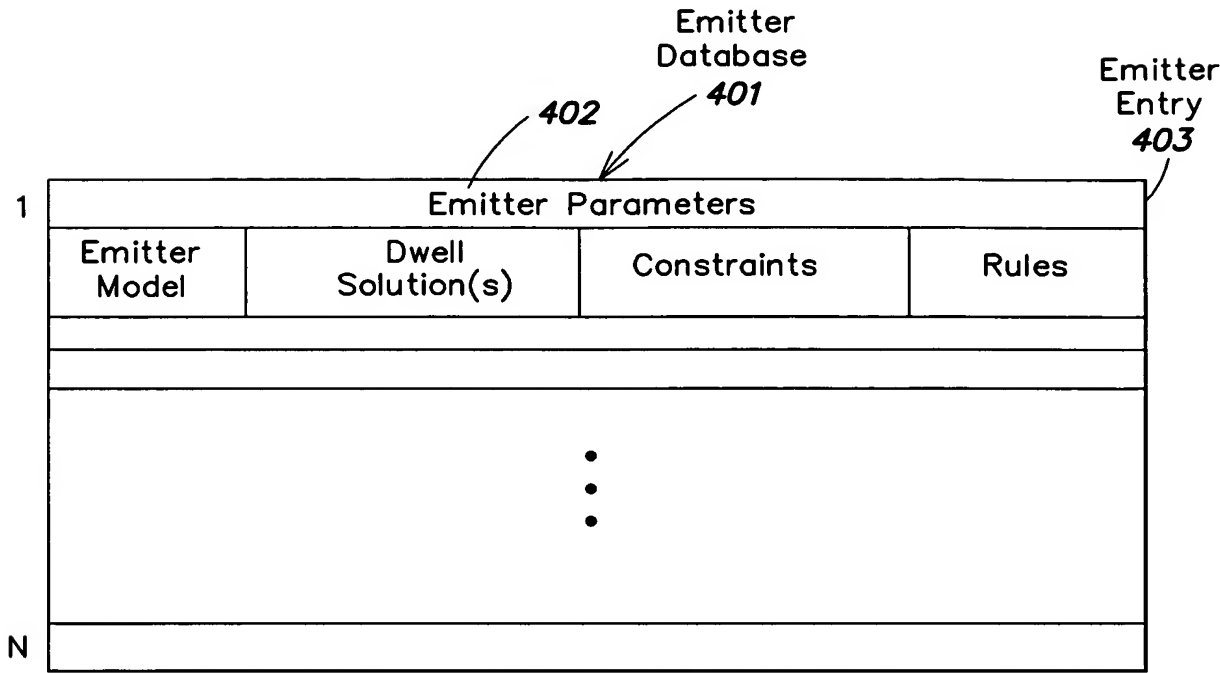 Emitter
Database
401
Emitter
Entry
403
402
1
Emitter Parameters
Emitter
Model
Dwell
Solution(s)
Constraints
Rules
N